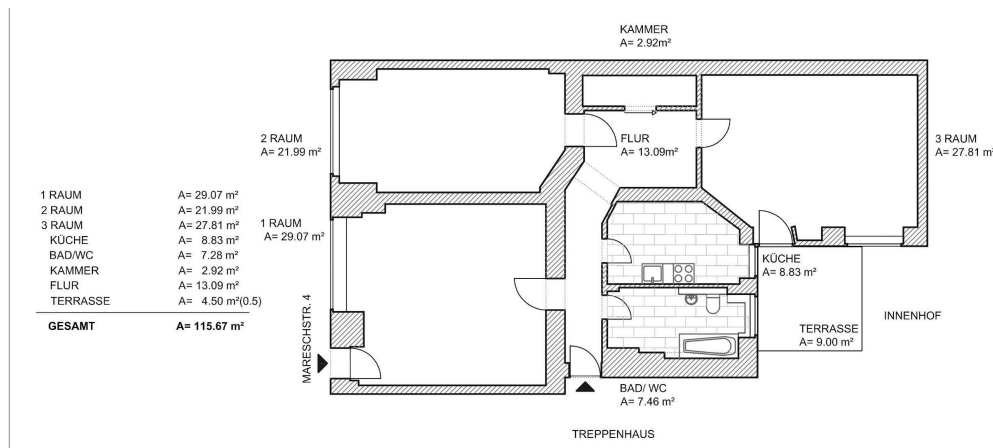 KAMMER
A= 2.92m²
2 RAUM
A= 21.99 m²
FLUR
A= 13.09m²
3 RAUM
A= 27.81 m²
1 RAUM A= 29.07 m²
2 RAUM A= 21.99 m²
3 RAUM A= 27.81 m²
KÜCHE A= 8.83 m²
BAD/WC A= 7.28 m²
KAMMER A= 2.92 m²
FLUR A= 13.09 m²
TERRASSE A= 4.50 m²(0.5)
GESAMT A= 115.67 m²
1 RAUM
A= 29.07 m²
KÜCHE
A= 8.83 m²
MARESCHSTR. 4
TERRASSE
A= 9.00 m²
INNENHOF
BAD/ WC
A= 7.46 m²
TREPPENHAUS